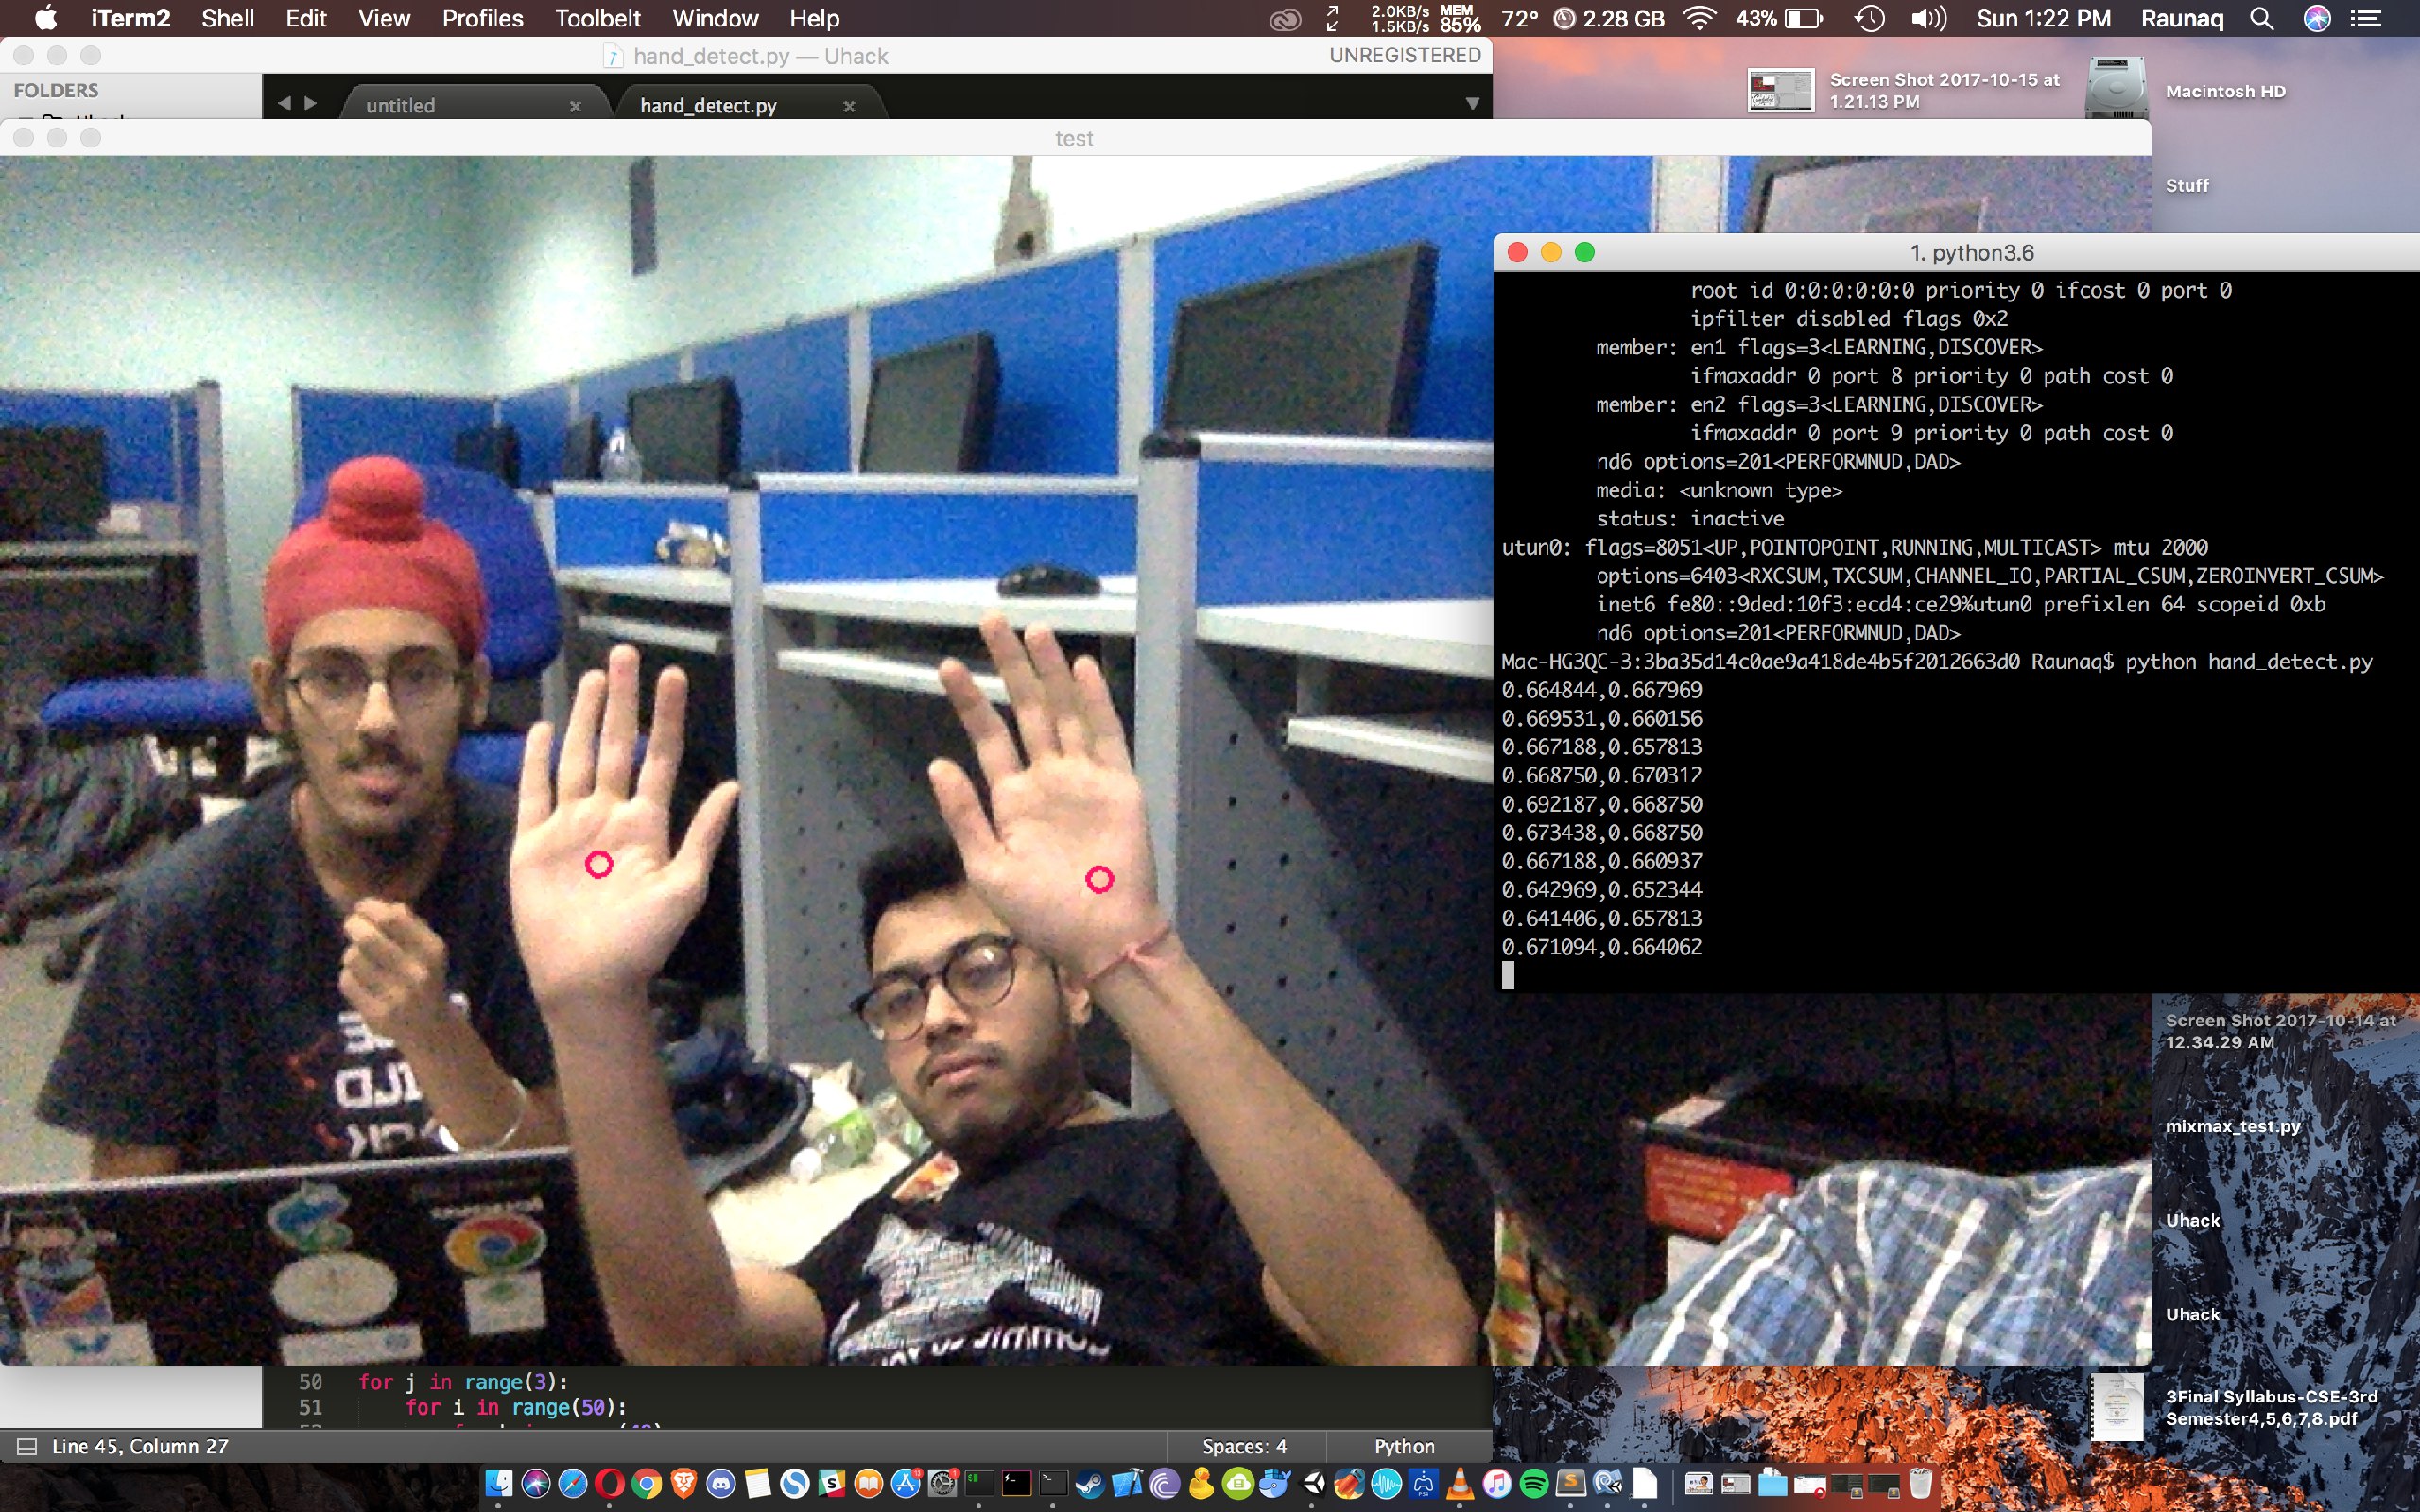 iTerm2 Shell Edit View Profiles Toolbelt Window Help
2.0KB/s
1.5KB/s
MEM
85%
72° 2.28 GB 43% Sun 1:22 PM Raunaq
hand_detect.py — Uhack UNREGISTERED
FOLDERS
untitled hand_detect.py
test
Screen Shot 2017-10-15 at
1.21.13 PM
Macintosh HD
Stuff
1. python3.6
root id 0:0:0:0:0:0 priority 0 ifcost 0 port 0
ipfilter disabled flags 0x2
member: en1 flags=3<LEARNING,DISCOVER>
ifmaxaddr 0 port 8 priority 0 path cost 0
member: en2 flags=3<LEARNING,DISCOVER>
ifmaxaddr 0 port 9 priority 0 path cost 0
nd6 options=201<PERFORMNUD,DAD>
media: <unknown type>
status: inactive
utun0: flags=8051<UP,POINTOPOINT,RUNNING,MULTICAST> mtu 2000
options=6403<RXCSUM,TXCSUM,CHANNEL_IO,PARTIAL_CSUM,ZEROINVERT_CSUM>
inet6 fe80::9ded:10f3:ecd4:ce29%utun0 prefixlen 64 scopeid 0xb
nd6 options=201<PERFORMNUD,DAD>
Mac-HG3QC-3:3ba35d14c0ae9a418de4b5f2012663d0 Raunaq$ python hand_detect.py
0.664844,0.667969
0.669531,0.660156
0.667188,0.657813
0.668750,0.670312
0.692187,0.668750
0.673438,0.668750
0.667188,0.660937
0.642969,0.652344
0.641406,0.657813
0.671094,0.664062
Screen Shot 2017-10-14 at
12.34.29 AM
mixmax_test.py
Uhack
Uhack
3Final Syllabus-CSE-3rd
Semester4,5,6,7,8.pdf
50 for j in range(3):
51 for i in range(50):
Line 45, Column 27 Spaces: 4 Python